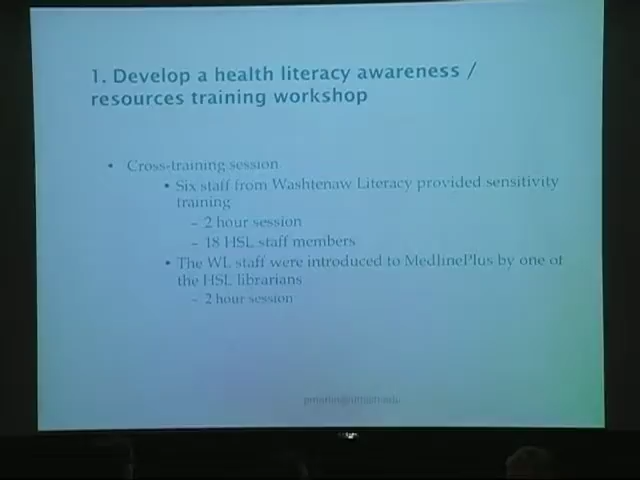 1. Develop a health literacy awareness /
resources training workshop
• Cross-training session
• Six staff from Washtenaw Literacy provided sensitivity
training
– 2 hour session
– 18 HSL staff members
• The WL staff were introduced to MedlinePlus by one of
the HSL librarians
– 2 hour session